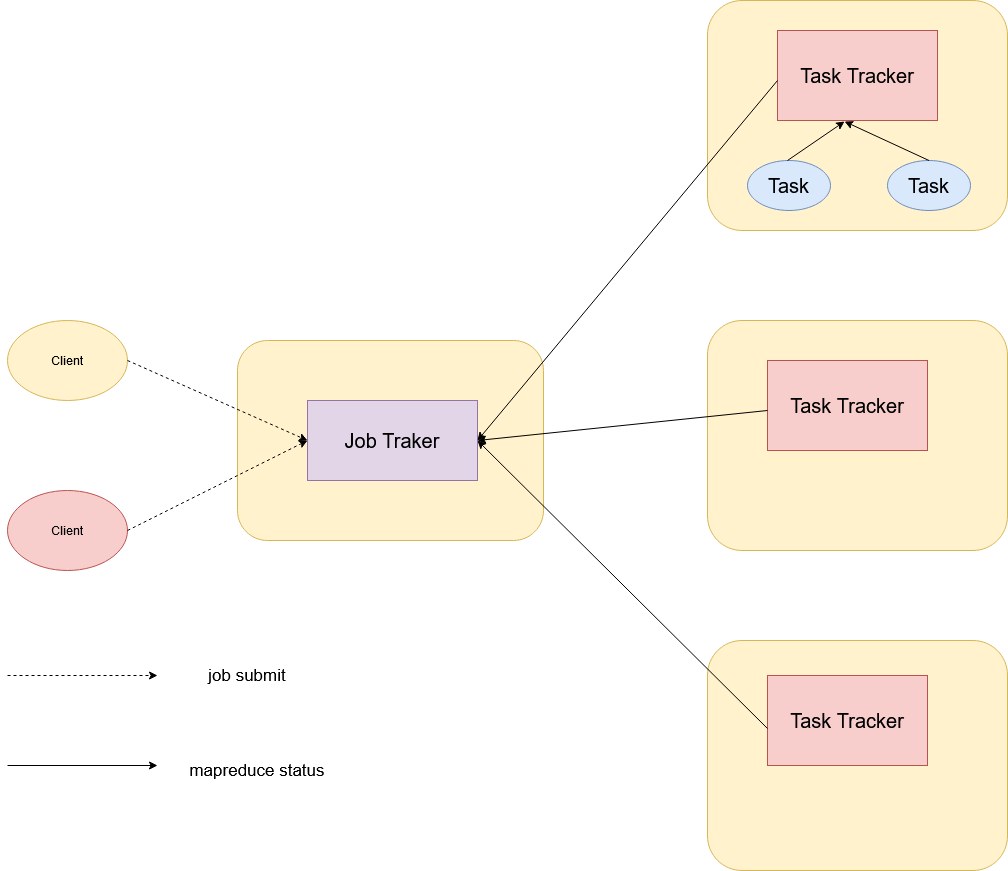 Task Tracker
Task
Task
Client
Job Traker
Task Tracker
Client
job submit
mapreduce status
Task Tracker